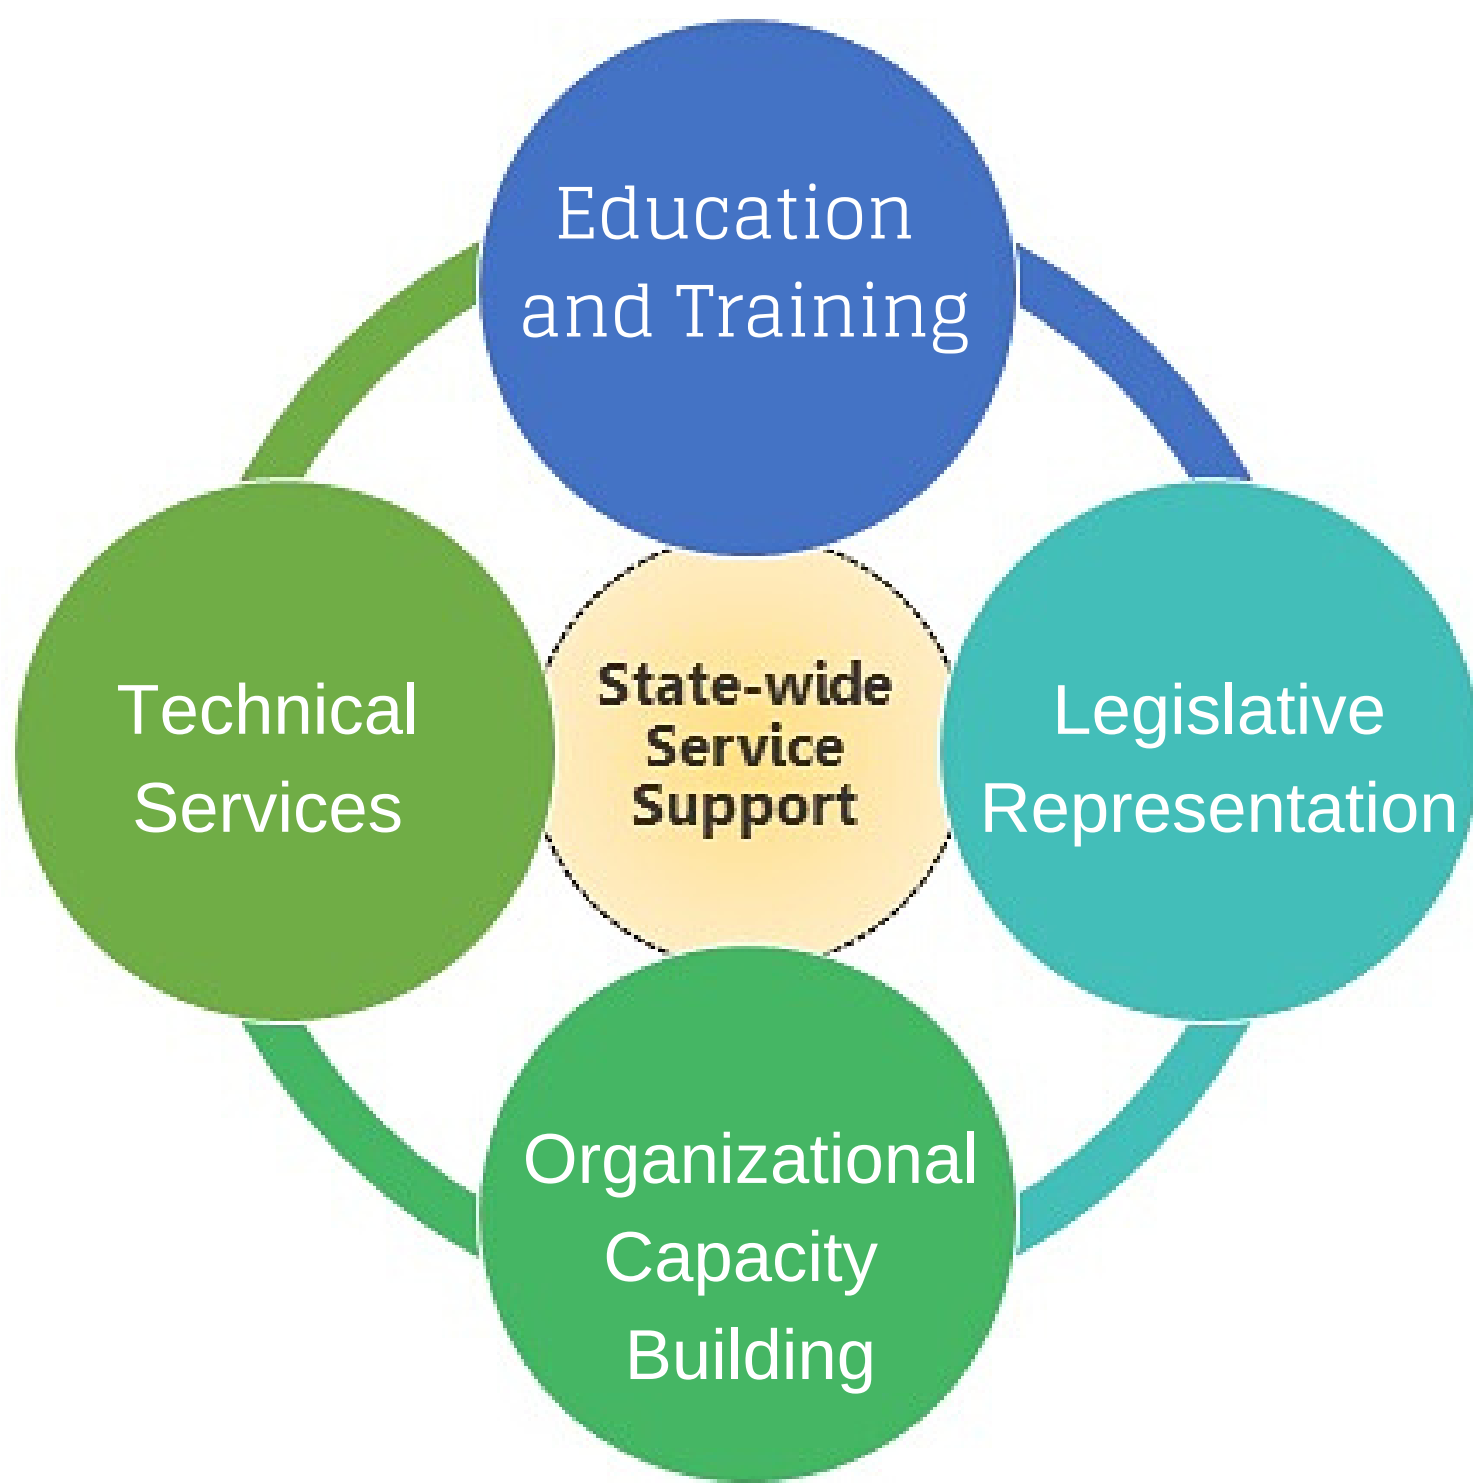 Education
and Training
Technical
Services
State-wide
Service
Support
Legislative
Representation
Organizational
Capacity
Building